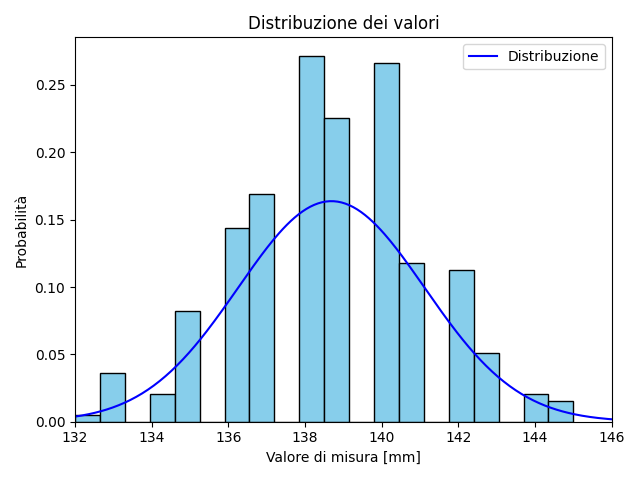 Distribuzione dei valori
Distribuzione
Probabilità
0.25
0.20
0.15
0.10
0.05
0.00
132 134 136 138 140 142 144 146
Valore di misura [mm]